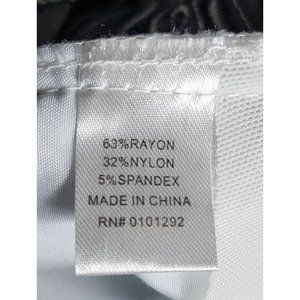 63%RAYON
32%NYLON
5%SPANDEX
MADE IN CHINA
RN# 0101292